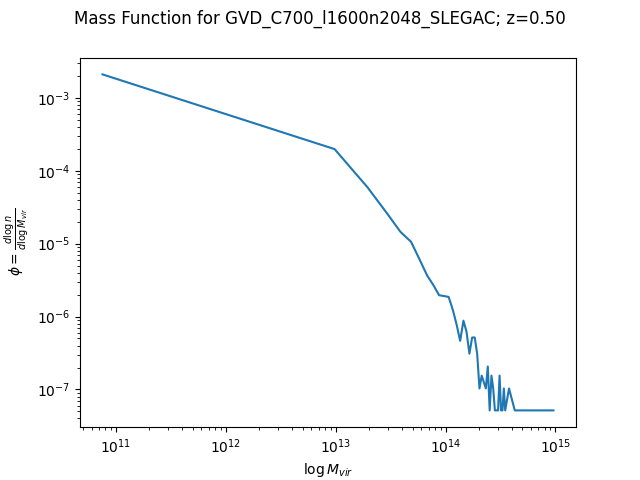 Mass Function for GVD_C700_l1600n2048_SLEGAC; z=0.50
10⁻³
10⁻⁴
10⁻⁵
10⁻⁶
10⁻⁷
ϕ = d log n / d log M_vir
10¹¹ 10¹² 10¹³ 10¹⁴ 10¹⁵
log M_vir